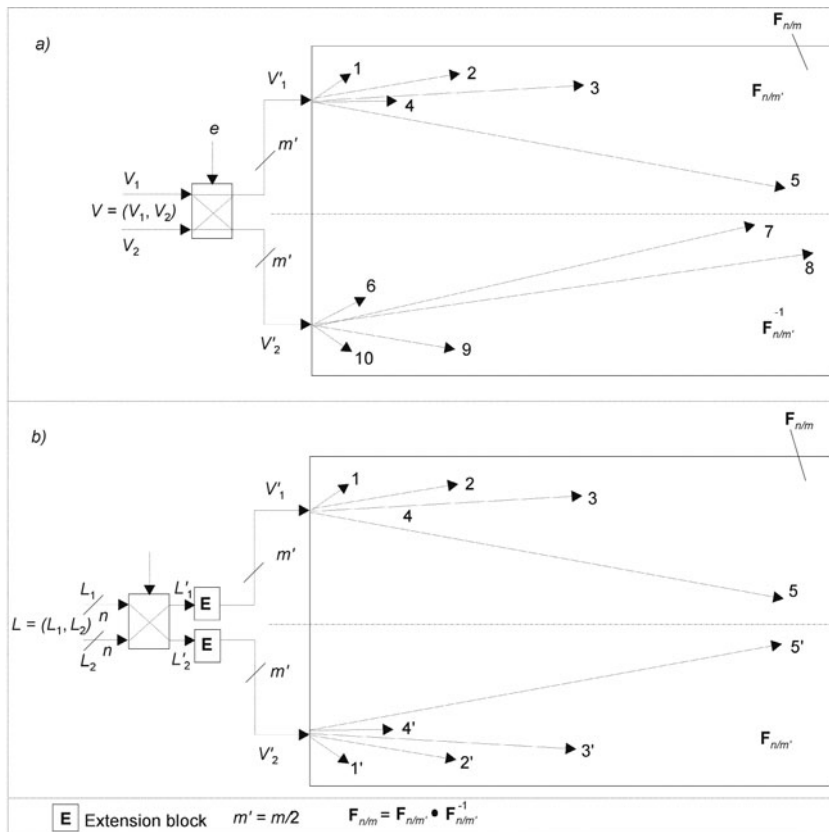 a)
F n/m
V'1
1
2
3
4
F n/m'
e
m'
V1
V = (V1, V2)
V2
5
m'
7
8
6
F n/m' -1
V'2
10
9
b)
F n/m
V'1
1
2
3
4
m'
L1
n
L'1
E
5
L = (L1, L2)
L2
n
L'2
E
5'
m'
4'
F n/m'
V'2
1'
2'
3'
E Extension block m' = m/2 F n/m = F n/m' • F n/m' -1